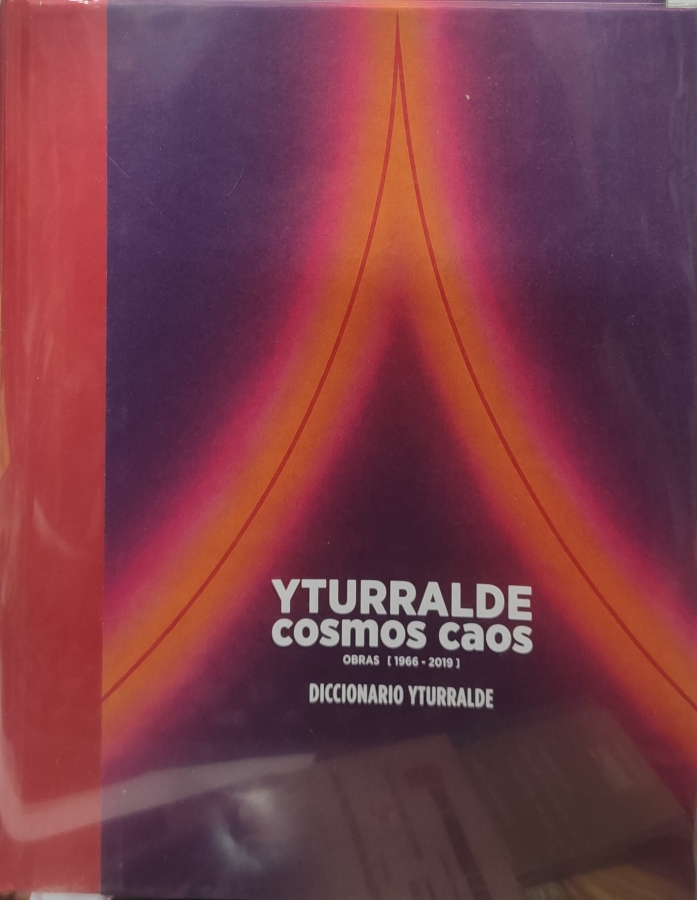 YTURRALDE
cosmos caos
OBRAS [ 1966 - 2019 ]
DICCIONARIO YTURRALDE